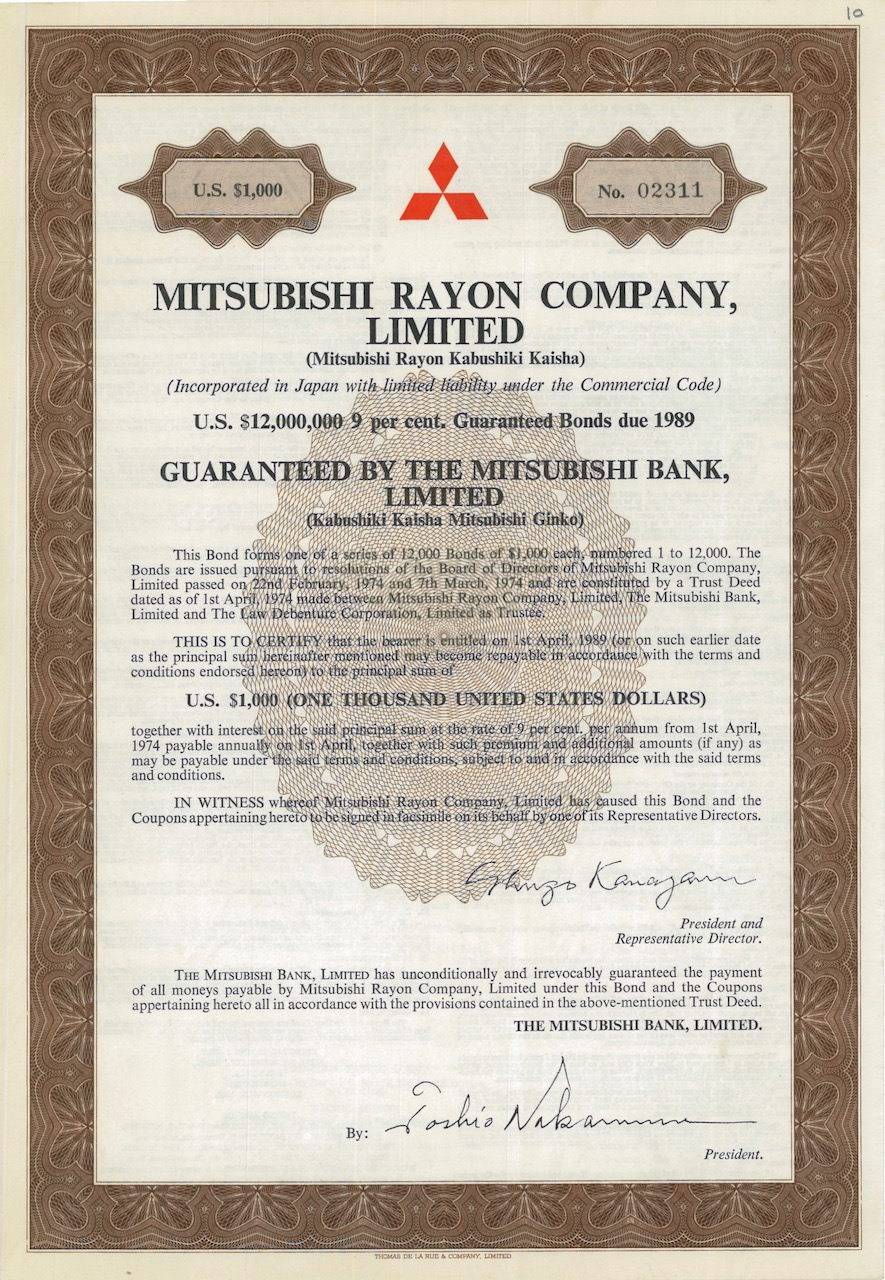 10
U.S. $1,000
No. 02311
MITSUBISHI RAYON COMPANY,
LIMITED
(Mitsubishi Rayon Kabushiki Kaisha)
(Incorporated in Japan with limited liability under the Commercial Code)
U.S. $12,000,000 9 per cent. Guaranteed Bonds due 1989
GUARANTEED BY THE MITSUBISHI BANK,
LIMITED
(Kabushiki Kaisha Mitsubishi Ginko)
This Bond forms one of a series of 12,000 Bonds of $1,000 each, numbered 1 to 12,000. The
Bonds are issued pursuant to resolutions of the Board of Directors of Mitsubishi Rayon Company,
Limited passed on 22nd February, 1974 and 7th March, 1974 and are constituted by a Trust Deed
dated as of 1st April, 1974 made between Mitsubishi Rayon Company, Limited, The Mitsubishi Bank,
Limited and The Law Debenture Corporation, Limited as Trustee.
THIS IS TO CERTIFY that the bearer is entitled on 1st April, 1989 (or on such earlier date
as the principal sum hereinafter mentioned may become repayable in accordance with the terms and
conditions endorsed hereon) to the principal sum of
U.S. $1,000 (ONE THOUSAND UNITED STATES DOLLARS)
together with interest on the said principal sum at the rate of 9 per cent. per annum from 1st April,
1974 payable annually on 1st April, together with such premium and additional amounts (if any) as
may be payable under the said terms and conditions, subject to and in accordance with the said terms
and conditions.
IN WITNESS whereof Mitsubishi Rayon Company, Limited has caused this Bond and the
Coupons appertaining hereto to be signed in facsimile on its behalf by one of its Representative Directors.
President and
Representative Director.
THE MITSUBISHI BANK, LIMITED has unconditionally and irrevocably guaranteed the payment
of all moneys payable by Mitsubishi Rayon Company, Limited under this Bond and the Coupons
appertaining hereto all in accordance with the provisions contained in the above-mentioned Trust Deed.
THE MITSUBISHI BANK, LIMITED.
By: Toshio Nakamura
President.
THOMAS DE LA RUE & COMPANY, LIMITED